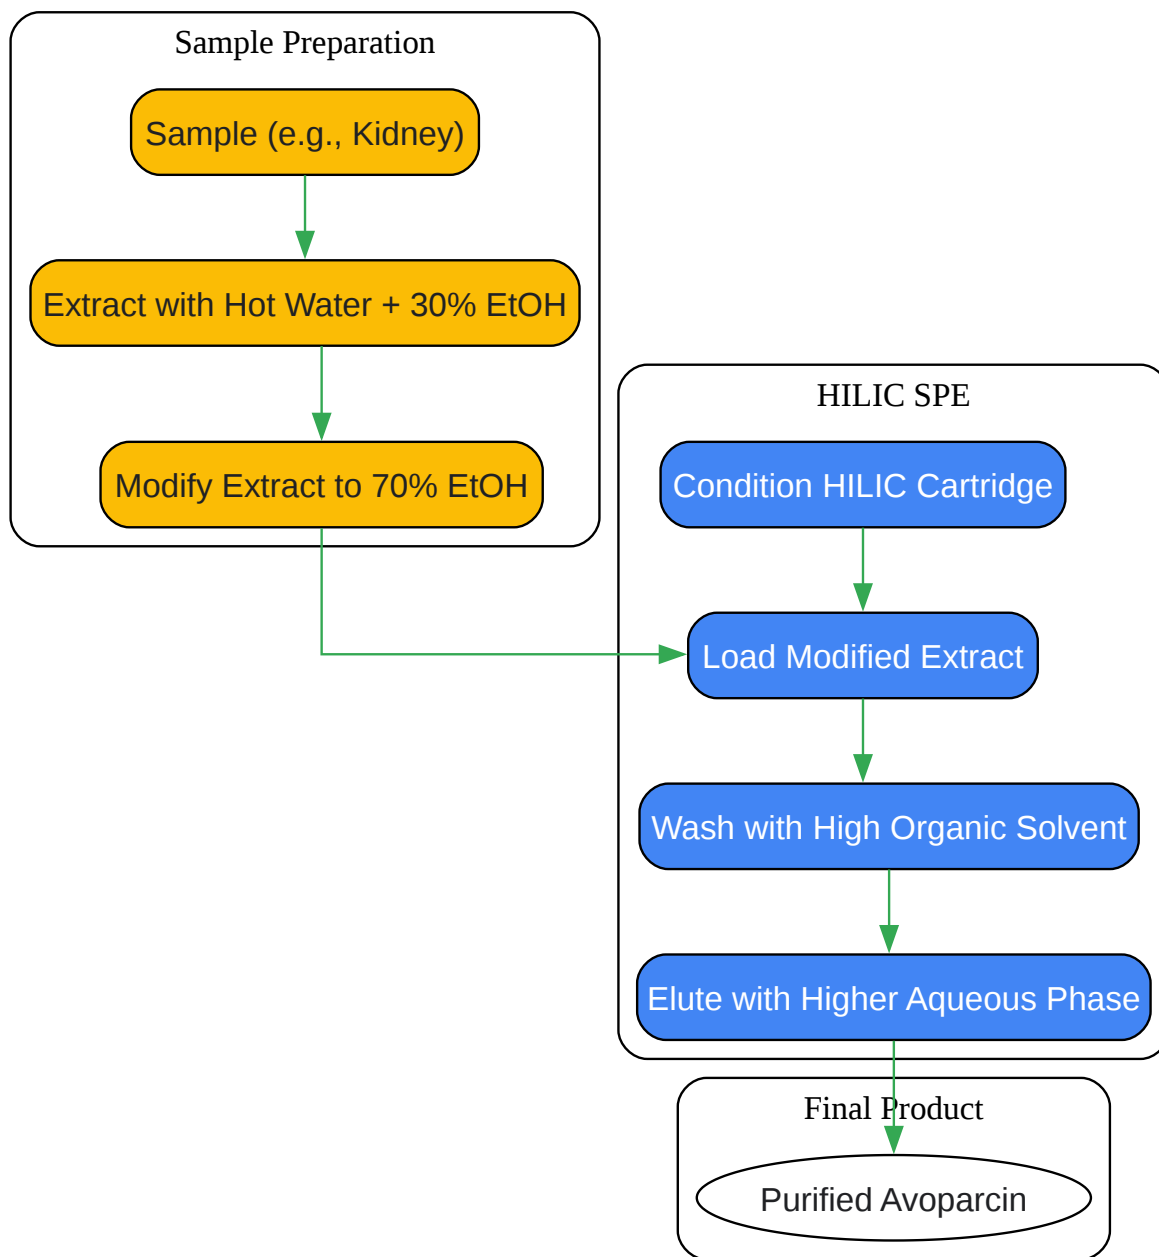 Sample Preparation
Sample (e.g., Kidney)
Extract with Hot Water + 30% EtOH
Modify Extract to 70% EtOH
HILIC SPE
Condition HILIC Cartridge
Load Modified Extract
Wash with High Organic Solvent
Elute with Higher Aqueous Phase
Final Product
Purified Avoparcin